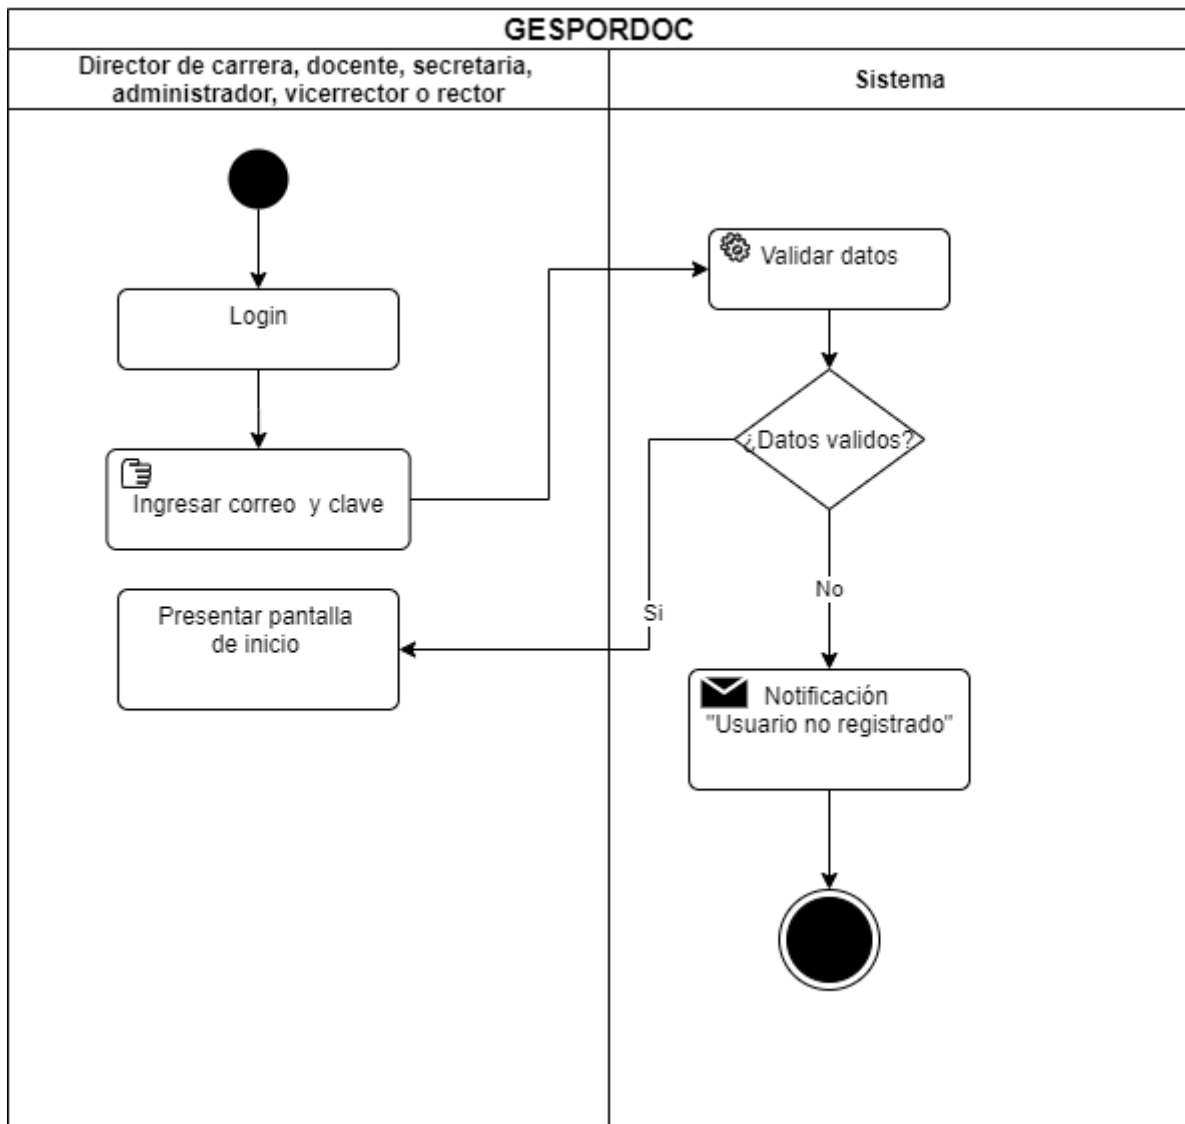 GESPORDOC
Director de carrera, docente, secretaria,
administrador, vicerrector o rector
Sistema
Login
Ingresar correo  y clave
Presentar pantalla
de inicio
Validar datos
¿Datos validos?
Si
No
Notificación
"Usuario no registrado"